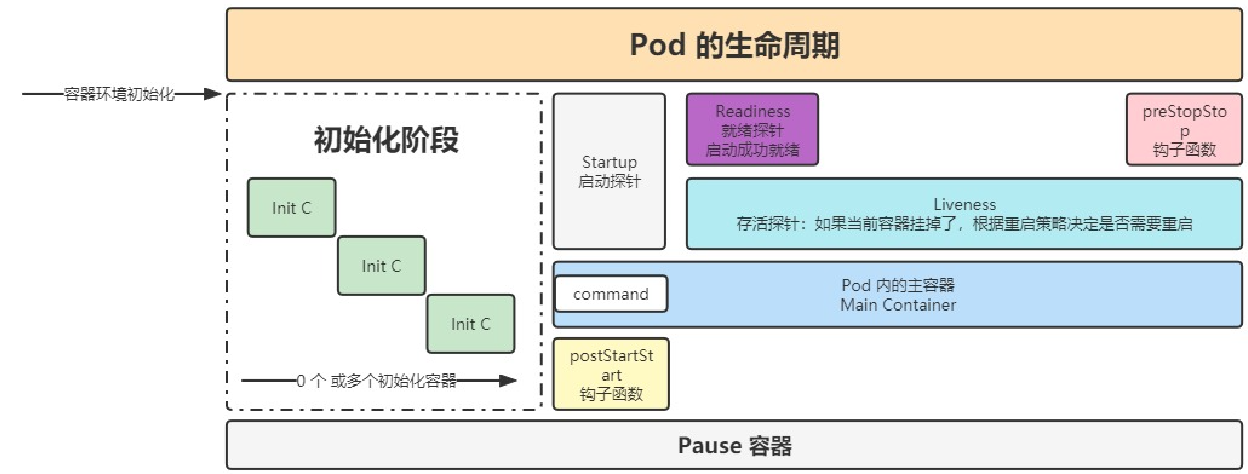 Pod 的生命周期
容器环境初始化
初始化阶段
Init C
Init C
Init C
0 个 或多个初始化容器
Startup
启动探针
Readiness
就绪探针
启动成功就绪
preStopSto
p
钩子函数
Liveness
存活探针：如果当前容器挂掉了，根据重启策略决定是否需要重启
command
Pod 内的主容器
Main Container
postStartSt
art
钩子函数
Pause 容器